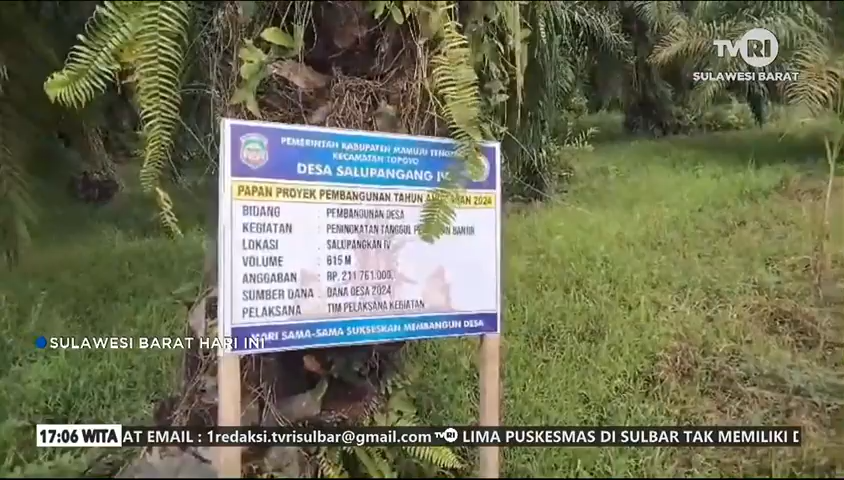 TVRI
SULAWESI BARAT
PEMERINTAH KABUPATEN MAMUJU
KECAMATAN TOPOYO
DESA SALUPANGANG IV
PAPAN PROYEK PEMBANGUNAN TAHUN 2024
BIDANG : PEMBANGUNAN DESA
KEGIATAN : PENINGKATAN TANGGUL BANJIR
LOKASI : SALUPANGKAN IV
VOLUME : 615 M
ANGGARAN : RP. 211.761.000,-
SUMBER DANA : DANA DESA 2024
PELAKSANA : TIM PELAKSANA KEGIATAN
MARI SAMA-SAMA SUKSESKAN MEMBANGUN DESA
SULAWESI BARAT HARI INI
17:06 WITA AT EMAIL : 1redaksi.tvrisulbar@gmail.com TVRI LIMA PUSKESMAS DI SULBAR TAK MEMILIKI D